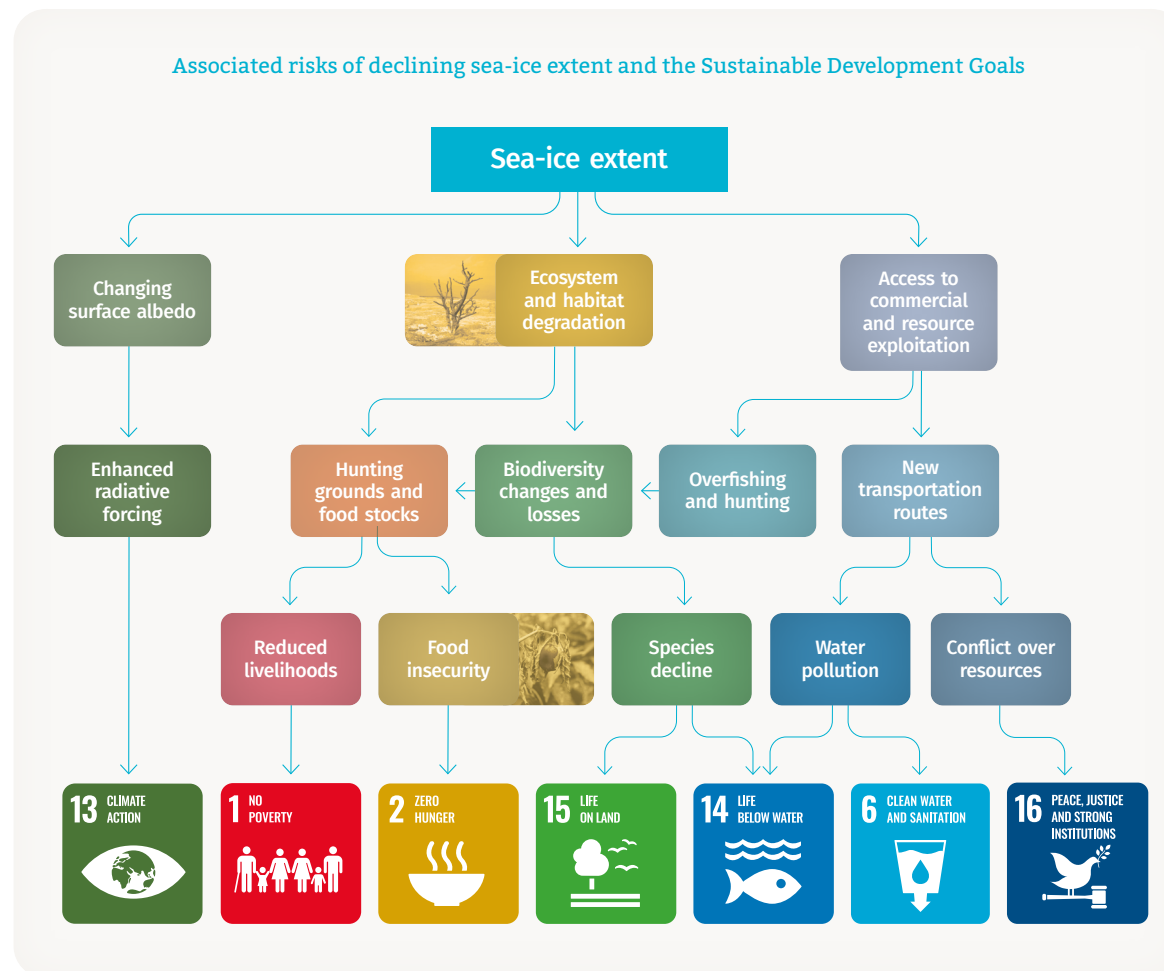 Associated risks of declining sea-ice extent and the Sustainable Development Goals
Sea-ice extent
Changing
surface albedo
Ecosystem
and habitat
degradation
Access to
commercial
and resource
exploitation
Enhanced
radiative
forcing
Hunting
grounds and
food stocks
Biodiversity
changes and
losses
Overfishing
and hunting
New
transportation
routes
Reduced
livelihoods
Food
insecurity
Species
decline
Water
pollution
Conflict over
resources
13 CLIMATE
ACTION
1 NO
POVERTY
2 ZERO
HUNGER
15 LIFE
ON LAND
14 LIFE
BELOW WATER
6 CLEAN WATER
AND SANITATION
16 PEACE, JUSTICE
AND STRONG
INSTITUTIONS